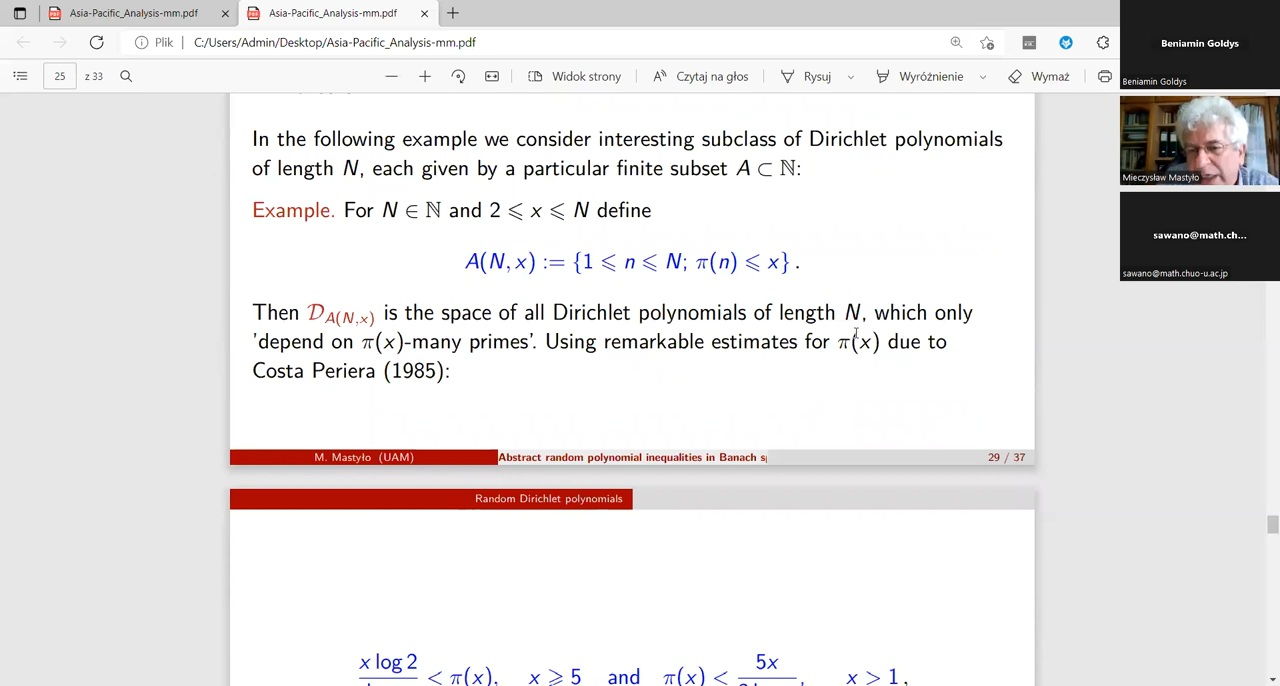 Asia-Pacific_Analysis-mm.pdf
Asia-Pacific_Analysis-mm.pdf
Plik | C:/Users/Admin/Desktop/Asia-Pacific_Analysis-mm.pdf
25 z 33 Widok strony Czytaj na głos Rysuj Wyróżnienie Wymaż
Beniamin Goldys
Beniamin Goldys
Mieczysław Mastyło
sawano@math.ch...
sawano@math.chuo-u.ac.jp
In the following example we consider interesting subclass of Dirichlet polynomials
of length N, each given by a particular finite subset A ⊂ ℕ:
Example. For N ∈ ℕ and 2 ⩽ x ⩽ N define
A(N, x) := {1 ⩽ n ⩽ N; π(n) ⩽ x} .
Then D_{A(N,x)} is the space of all Dirichlet polynomials of length N, which only
'depend on π(x)-many primes'. Using remarkable estimates for π(x) due to
Costa Periera (1985):
M. Mastyło (UAM) Abstract random polynomial inequalities in Banach 29 / 37
Random Dirichlet polynomials
x log 2 < π(x), x ⩾ 5 and π(x) < 5x x > 1 ,